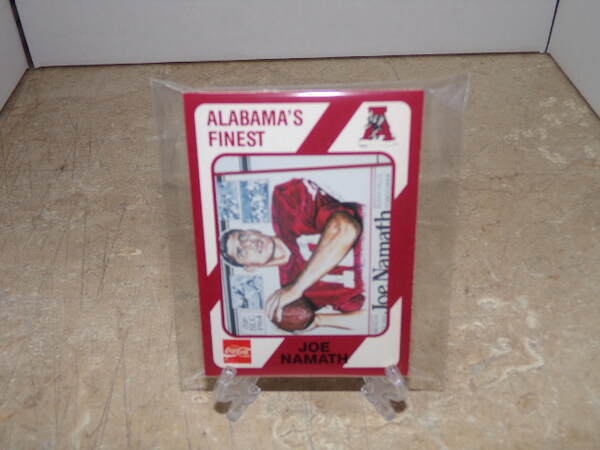 ALABAMA'S
FINEST
A
Joe Namath
Coca-Cola
JOE
NAMATH